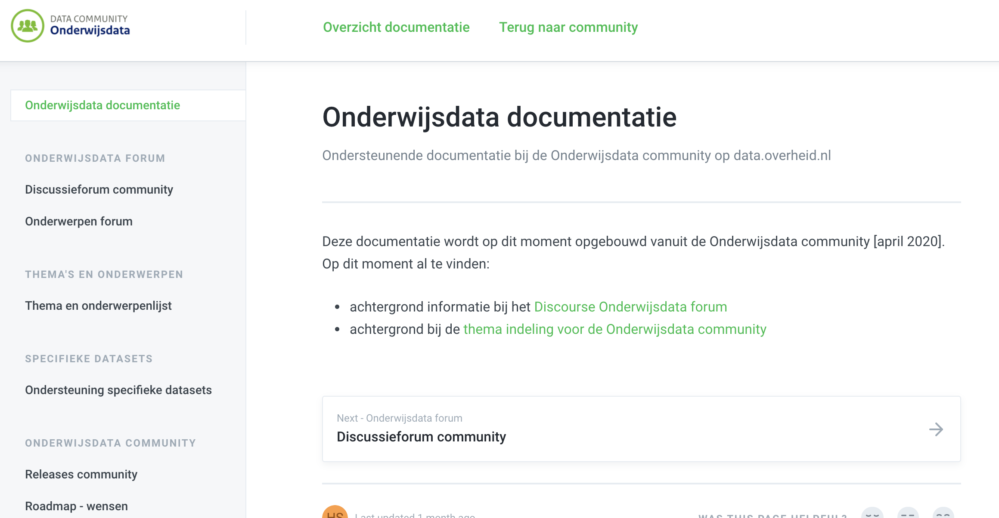 DATA COMMUNITY
Onderwijsdata
Overzicht documentatie
Terug naar community
Onderwijsdata documentatie
ONDERWIJSDATA FORUM
Discussieforum community
Onderwerpen forum
THEMA'S EN ONDERWERPEN
Thema en onderwerpenlijst
SPECIFIEKE DATASETS
Ondersteuning specifieke datasets
ONDERWIJSDATA COMMUNITY
Releases community
Roadmap - wensen
Onderwijsdata documentatie
Ondersteunende documentatie bij de Onderwijsdata community op data.overheid.nl
Deze documentatie wordt op dit moment opgebouwd vanuit de Onderwijsdata community [april 2020].
Op dit moment al te vinden:
achtergrond informatie bij het Discourse Onderwijsdata forum
achtergrond bij de thema indeling voor de Onderwijsdata community
Next - Onderwijsdata forum
Discussieforum community
HS
Last updated 1 month ago
WAS THIS PAGE HELPFUL?